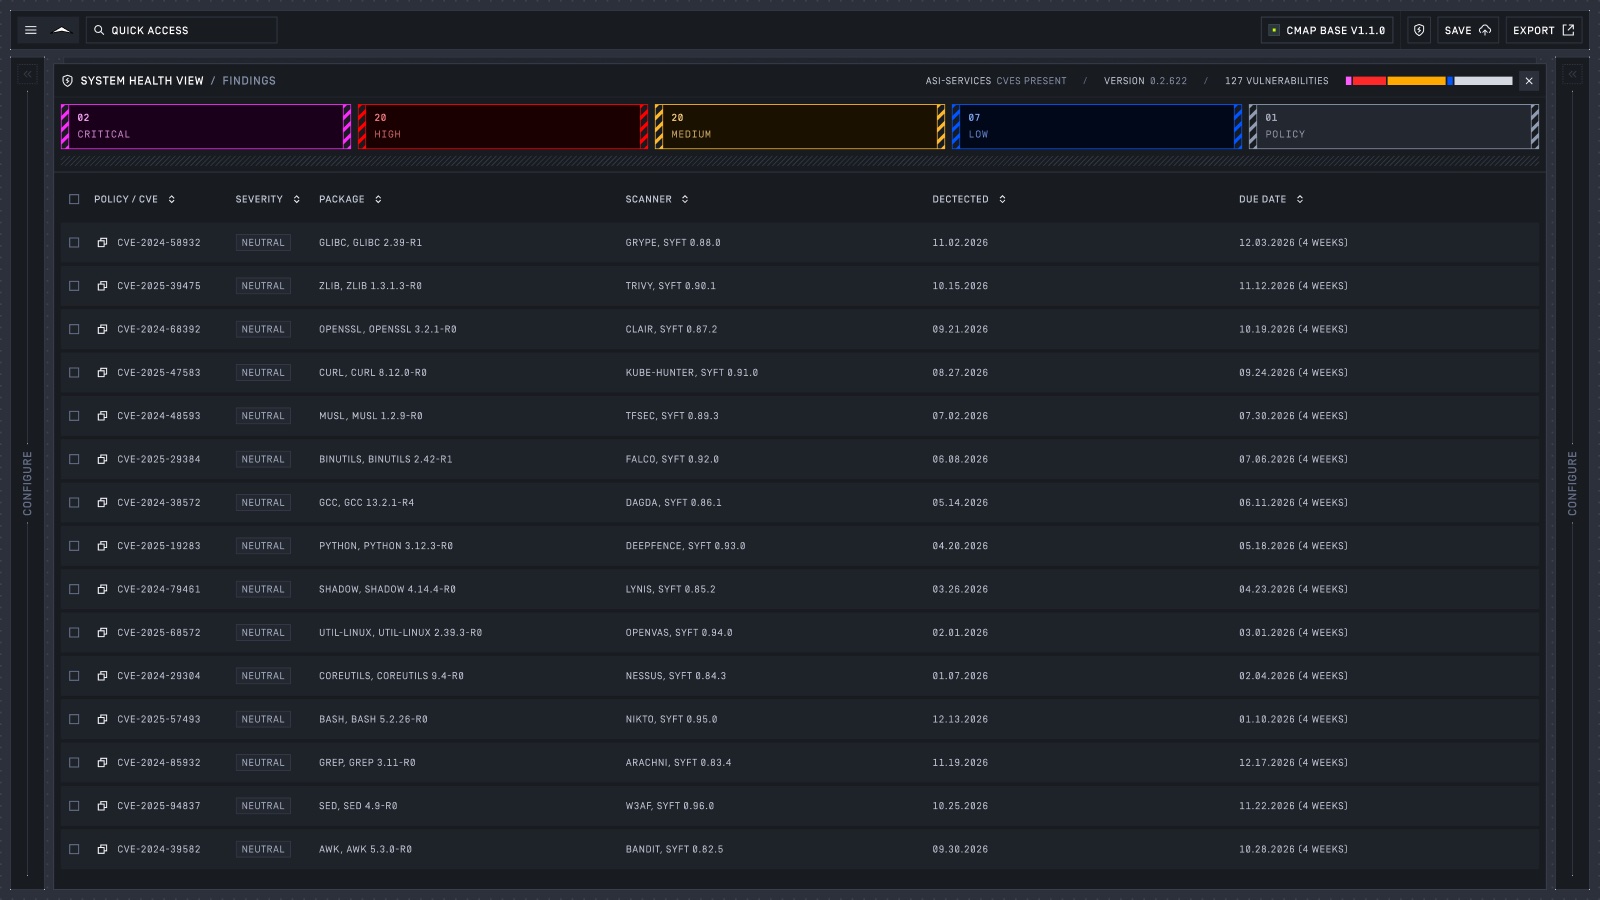 QUICK ACCESS
CMAP BASE V1.1.0
SAVE
EXPORT
SYSTEM HEALTH VIEW / FINDINGS
ASI-SERVICES CVES PRESENT / VERSION 0.2.622 / 127 VULNERABILITIES
02
CRITICAL
20
HIGH
20
MEDIUM
07
LOW
01
POLICY
CONFIGURE
POLICY / CVE SEVERITY PACKAGE SCANNER DECTECTED DUE DATE
CVE-2024-58932 NEUTRAL GLIBC, GLIBC 2.39-R1 GRYPE, SYFT 0.88.0 11.02.2026 12.03.2026 (4 WEEKS)
CVE-2025-39475 NEUTRAL ZLIB, ZLIB 1.3.1.3-R0 TRIVY, SYFT 0.90.1 10.15.2026 11.12.2026 (4 WEEKS)
CVE-2024-68392 NEUTRAL OPENSSL, OPENSSL 3.2.1-R0 CLAIR, SYFT 0.87.2 09.21.2026 10.19.2026 (4 WEEKS)
CVE-2025-47583 NEUTRAL CURL, CURL 8.12.0-R0 KUBE-HUNTER, SYFT 0.91.0 08.27.2026 09.24.2026 (4 WEEKS)
CVE-2024-48593 NEUTRAL MUSL, MUSL 1.2.9-R0 TFSEC, SYFT 0.89.3 07.02.2026 07.30.2026 (4 WEEKS)
CVE-2025-29384 NEUTRAL BINUTILS, BINUTILS 2.42-R1 FALCO, SYFT 0.92.0 06.08.2026 07.06.2026 (4 WEEKS)
CVE-2024-38572 NEUTRAL GCC, GCC 13.2.1-R4 DAGDA, SYFT 0.86.1 05.14.2026 06.11.2026 (4 WEEKS)
CVE-2025-19283 NEUTRAL PYTHON, PYTHON 3.12.3-R0 DEEPFENCE, SYFT 0.93.0 04.20.2026 05.18.2026 (4 WEEKS)
CVE-2024-79461 NEUTRAL SHADOW, SHADOW 4.14.4-R0 LYNIS, SYFT 0.85.2 03.26.2026 04.23.2026 (4 WEEKS)
CVE-2025-68572 NEUTRAL UTIL-LINUX, UTIL-LINUX 2.39.3-R0 OPENVAS, SYFT 0.94.0 02.01.2026 03.01.2026 (4 WEEKS)
CVE-2024-29304 NEUTRAL COREUTILS, COREUTILS 9.4-R0 NESSUS, SYFT 0.84.3 01.07.2026 02.04.2026 (4 WEEKS)
CVE-2025-57493 NEUTRAL BASH, BASH 5.2.26-R0 NIKTO, SYFT 0.95.0 12.13.2026 01.10.2026 (4 WEEKS)
CVE-2024-85932 NEUTRAL GREP, GREP 3.11-R0 ARACHNI, SYFT 0.83.4 11.19.2026 12.17.2026 (4 WEEKS)
CVE-2025-94837 NEUTRAL SED, SED 4.9-R0 W3AF, SYFT 0.96.0 10.25.2026 11.22.2026 (4 WEEKS)
CVE-2024-39582 NEUTRAL AWK, AWK 5.3.0-R0 BANDIT, SYFT 0.82.5 09.30.2026 10.28.2026 (4 WEEKS)
CONFIGURE